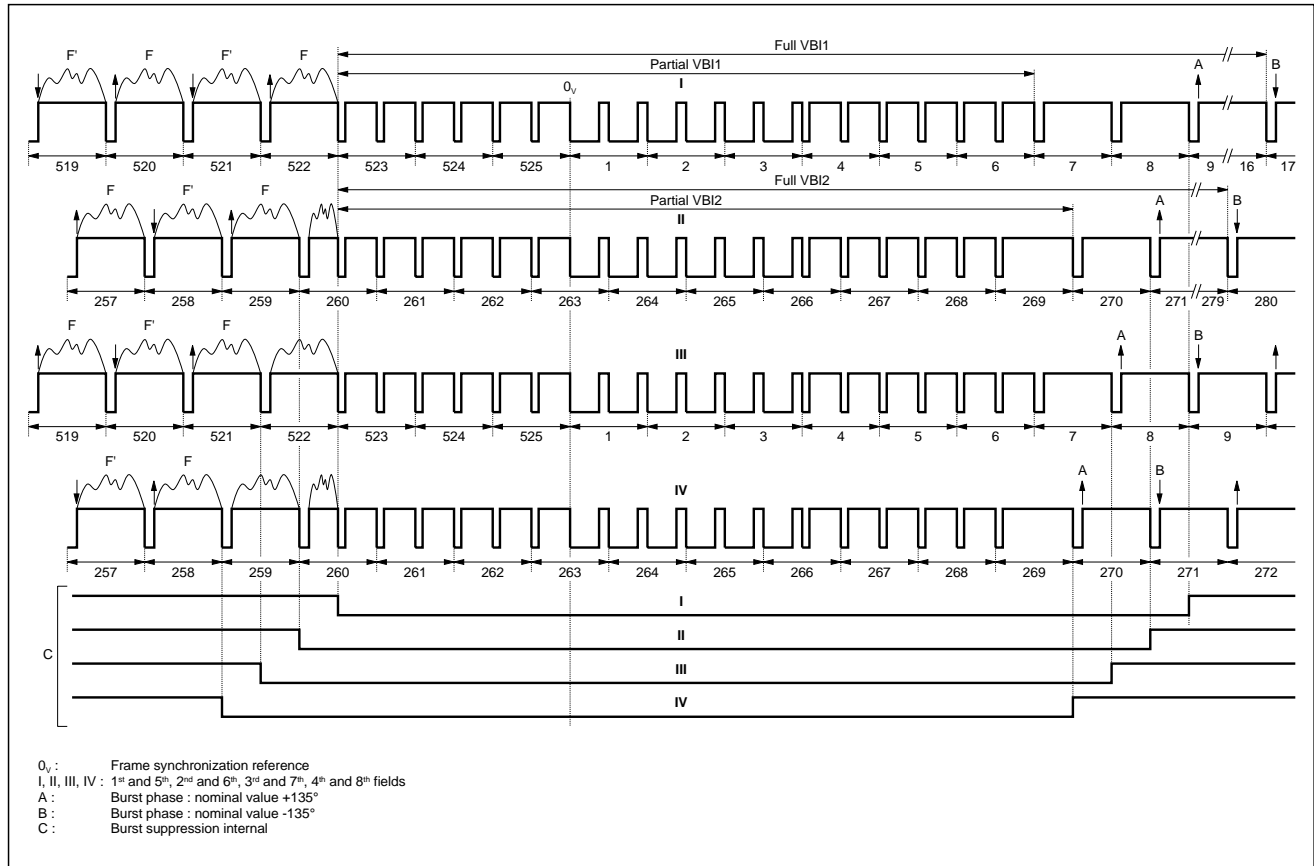 F' F F' F Full VBI1
Partial VBI1
A B
0V I
519 520 521 522 523 524 525 1 2 3 4 5 6 7 8 9 16 17
F F' F Full VBI2
Partial VBI2
A B
II
257 258 259 260 261 262 263 264 265 266 267 268 269 270 271 279 280
F F' F III A B
519 520 521 522 523 524 525 1 2 3 4 5 6 7 8 9
F' F IV A B
257 258 259 260 261 262 263 264 265 266 267 268 269 270 271 272
I
II
C
III
IV
0V : Frame synchronization reference
I, II, III, IV : 1st and 5th, 2nd and 6th, 3rd and 7th, 4th and 8th fields
A : Burst phase : nominal value +135°
B : Burst phase : nominal value -135°
C : Burst suppression internal